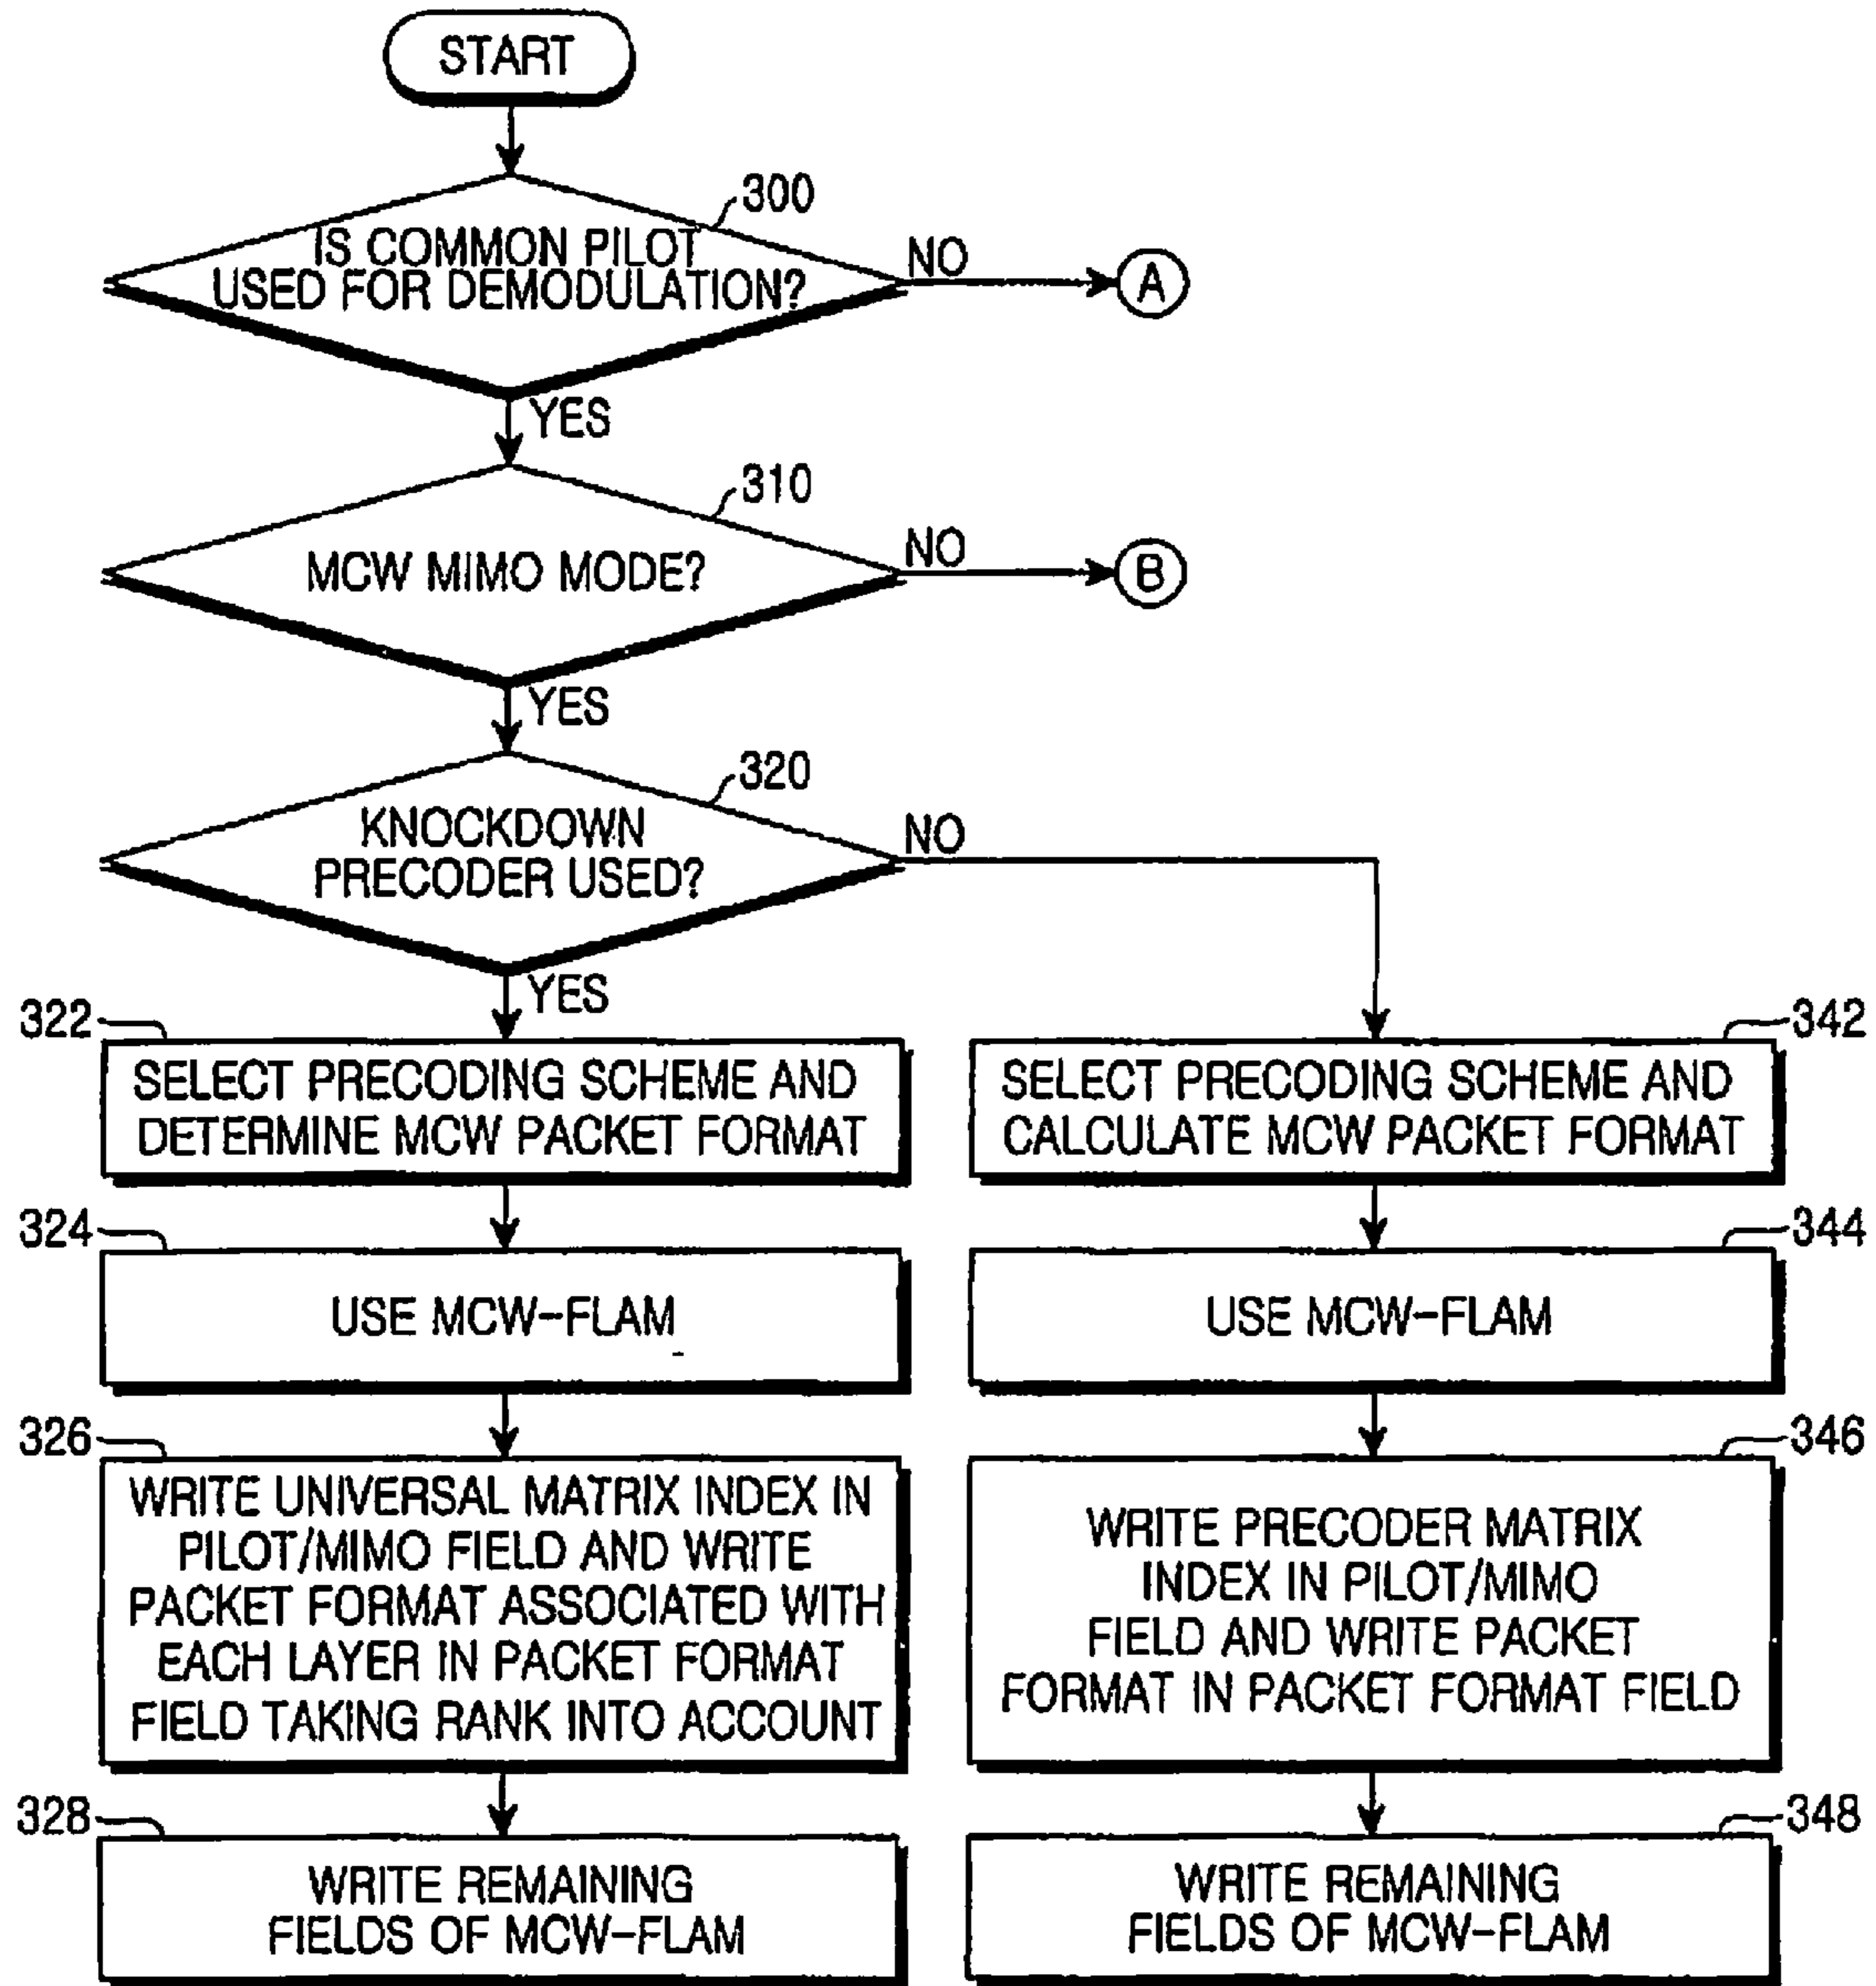 START
300
IS COMMON PILOT
USED FOR DEMODULATION?
NO
A
YES
310
MCW MIMO MODE?
NO
B
YES
320
KNOCKDOWN
PRECODER USED?
NO
YES
322
SELECT PRECODING SCHEME AND
DETERMINE MCW PACKET FORMAT
342
SELECT PRECODING SCHEME AND
CALCULATE MCW PACKET FORMAT
324
USE MCW-FLAM
344
USE MCW-FLAM
326
WRITE UNIVERSAL MATRIX INDEX IN
PILOT/MIMO FIELD AND WRITE
PACKET FORMAT ASSOCIATED WITH
EACH LAYER IN PACKET FORMAT
FIELD TAKING RANK INTO ACCOUNT
346
WRITE PRECODER MATRIX
INDEX IN PILOT/MIMO
FIELD AND WRITE PACKET
FORMAT IN PACKET FORMAT FIELD
328
WRITE REMAINING
FIELDS OF MCW-FLAM
348
WRITE REMAINING
FIELDS OF MCW-FLAM